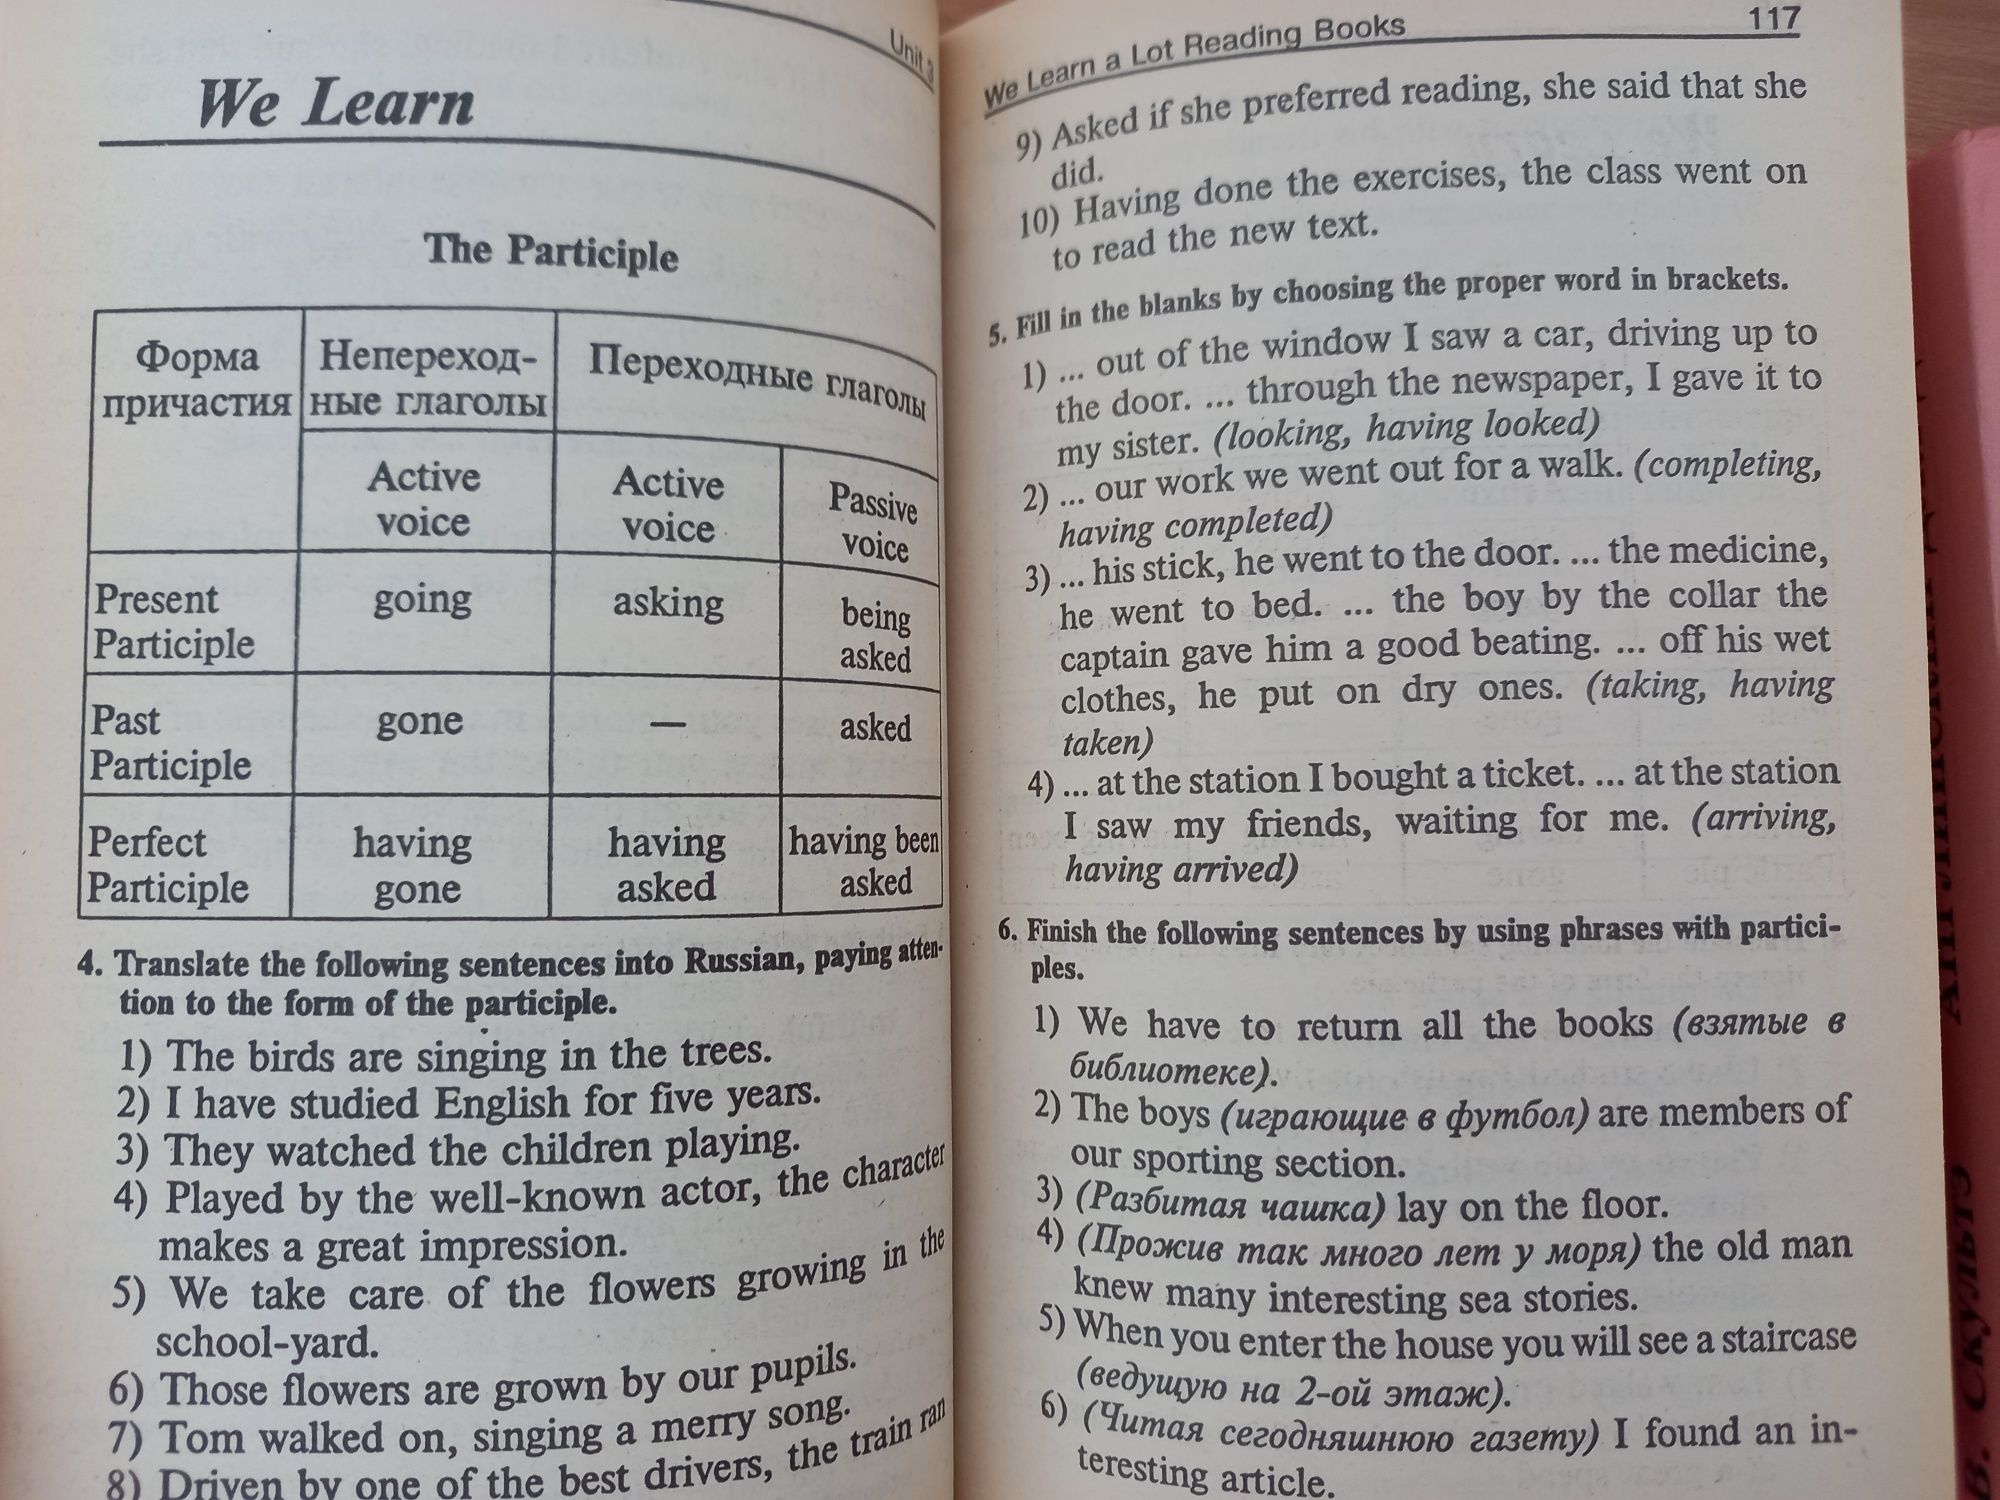 Unit 3
We Learn
The Participle
Форма
причастия
Непереход-
ные глаголы
Переходные глаголы
Active
voice
Active
voice
Passive
voice
Present
Participle
going
asking
being
asked
Past
Participle
gone
—
asked
Perfect
Participle
having
gone
having
asked
having been
asked
4. Translate the following sentences into Russian, paying atten-
tion to the form of the participle.
1) The birds are singing in the trees.
2) I have studied English for five years.
3) They watched the children playing.
4) Played by the well-known actor, the character
makes a great impression.
5) We take care of the flowers growing in the
school-yard.
6) Those flowers are grown by our pupils.
7) Tom walked on, singing a merry song.
8) Driven by one of the best drivers, the train ran
We Learn a Lot Reading Books 117
9) Asked if she preferred reading, she said that she
did.
10) Having done the exercises, the class went on
to read the new text.
5. Fill in the blanks by choosing the proper word in brackets.
1) ... out of the window I saw a car, driving up to
the door. ... through the newspaper, I gave it to
my sister. (looking, having looked)
2) ... our work we went out for a walk. (completing,
having completed)
3) ... his stick, he went to the door. ... the medicine,
he went to bed. ... the boy by the collar the
captain gave him a good beating. ... off his wet
clothes, he put on dry ones. (taking, having
taken)
4) ... at the station I bought a ticket. ... at the station
I saw my friends, waiting for me. (arriving,
having arrived)
6. Finish the following sentences by using phrases with partici-
ples.
1) We have to return all the books (взятые в
библиотеке).
2) The boys (играющие в футбол) are members of
our sporting section.
3) (Разбитая чашка) lay on the floor.
4) (Прожив так много лет у моря) the old man
knew many interesting sea stories.
5) When you enter the house you will see a staircase
(ведущую на 2-ой этаж).
6) (Читая сегодняшнюю газету) I found an in-
teresting article.